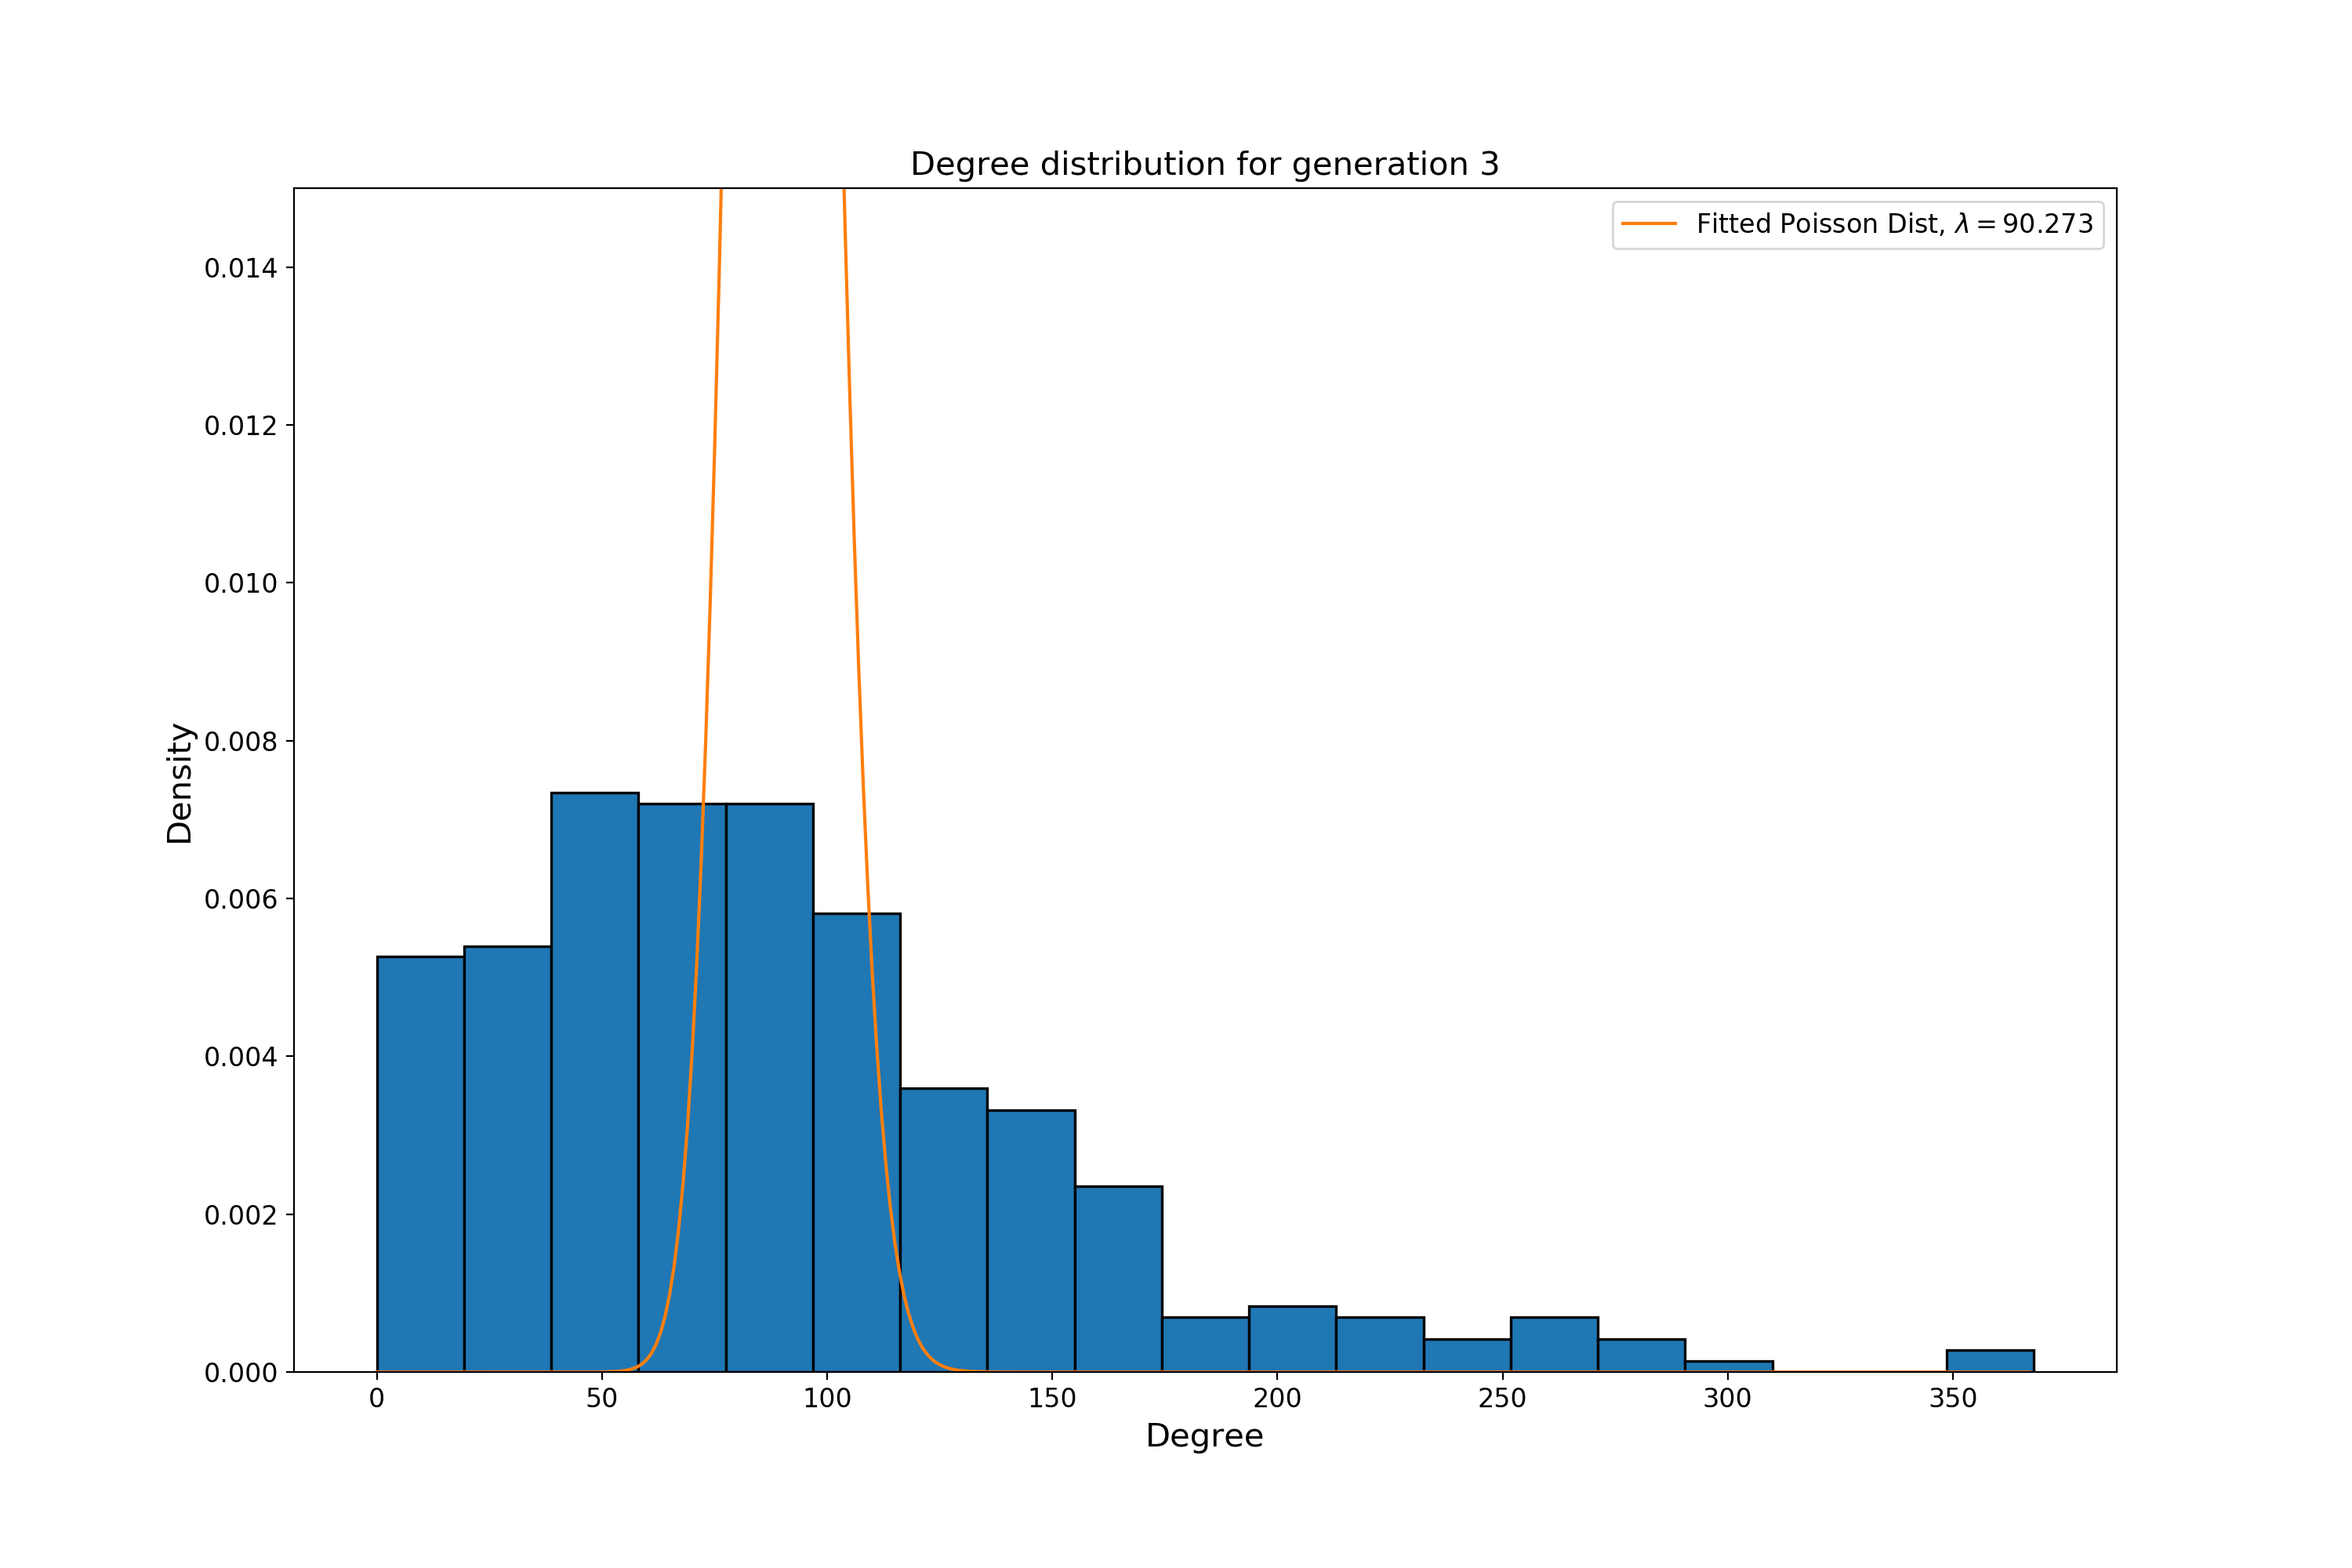 Degree distribution for generation 3
Fitted Poisson Dist, λ = 90.273
0.014
0.012
0.010
0.008
0.006
0.004
0.002
0.000
Density
0 50 100 150 200 250 300 350
Degree